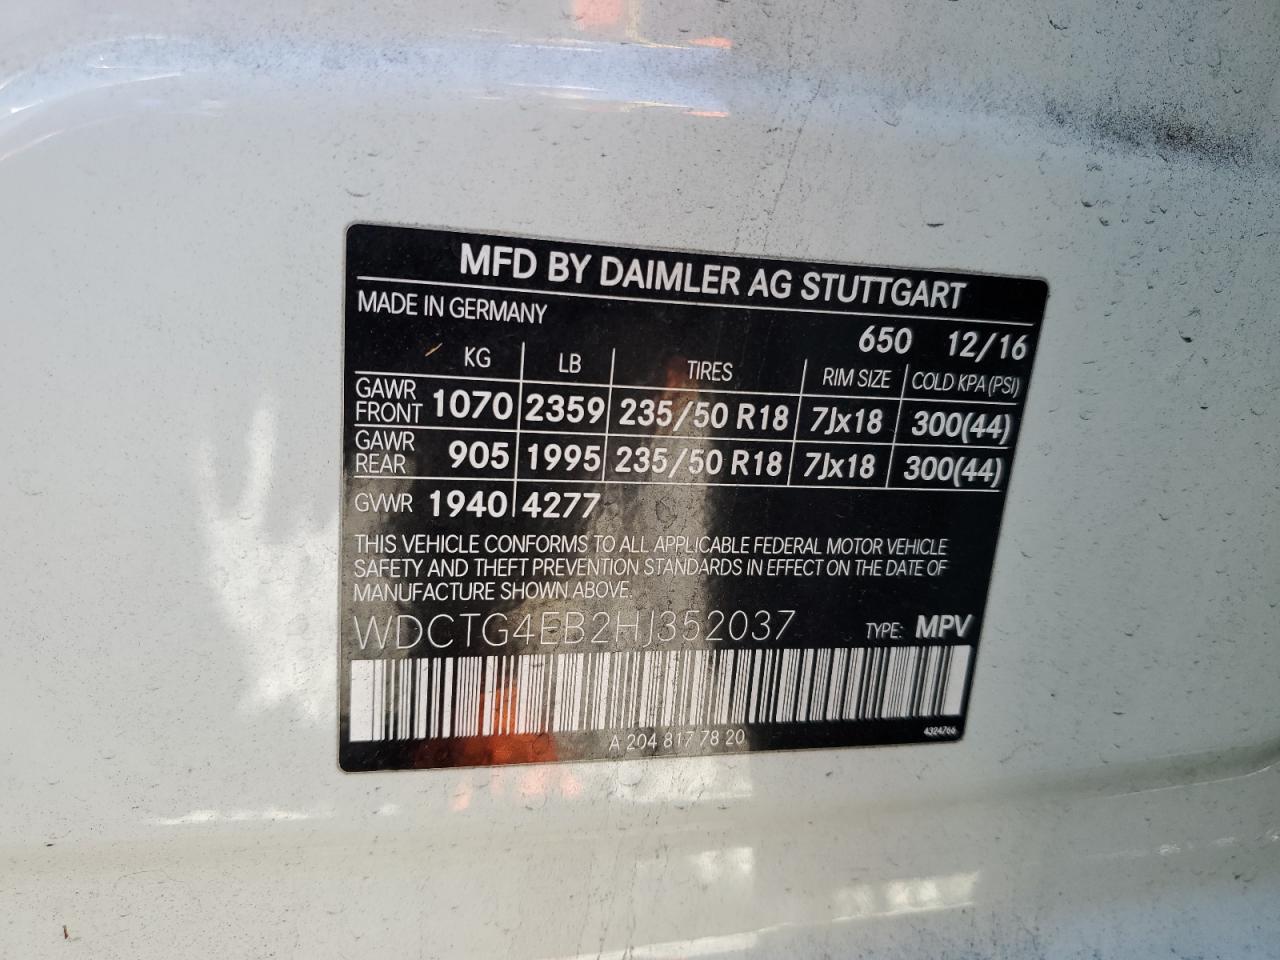 MFD BY DAIMLER AG STUTTGART
MADE IN GERMANY
650 12/16
KG LB TIRES RIM SIZE COLD KPA (PSI)
GAWR FRONT 1070 2359 235/50 R18 7Jx18 300(44)
GAWR REAR 905 1995 235/50 R18 7Jx18 300(44)
GVWR 1940 4277
THIS VEHICLE CONFORMS TO ALL APPLICABLE FEDERAL MOTOR VEHICLE
SAFETY AND THEFT PREVENTION STANDARDS IN EFFECT ON THE DATE OF
MANUFACTURE SHOWN ABOVE.
WDCTG4EB2HJ352037 TYPE: MPV
A 204 817 78 20
4324766